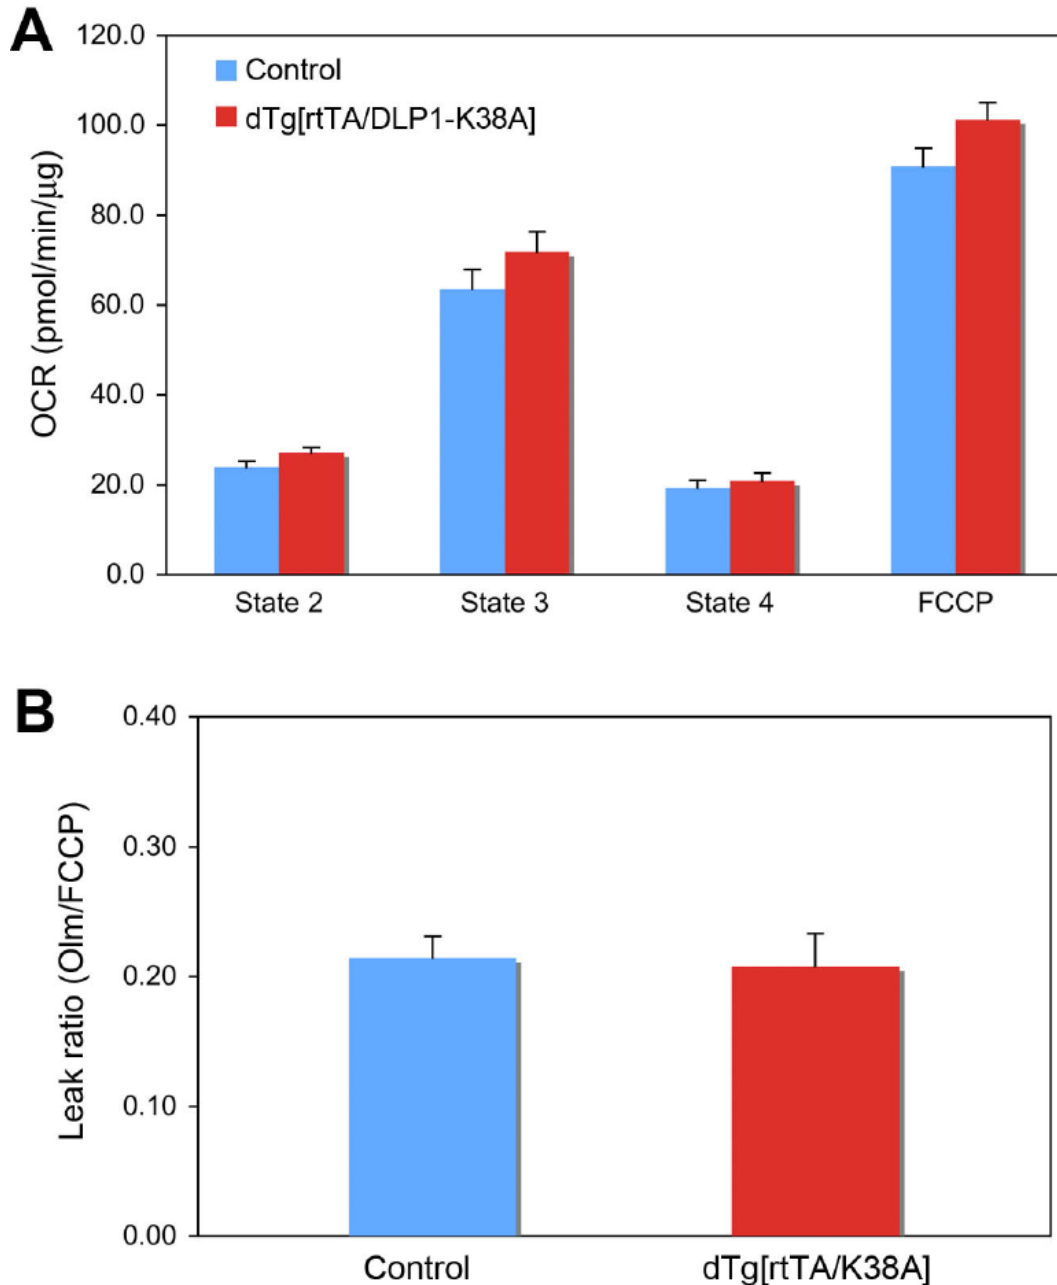 A
120.0
100.0
80.0
60.0
40.0
20.0
0.0
OCR (pmol/min/µg)
Control
dTg[rtTA/DLP1-K38A]
State 2 State 3 State 4 FCCP
B
0.40
0.30
0.20
0.10
0.00
Leak ratio (Olm/FCCP)
Control dTg[rtTA/K38A]